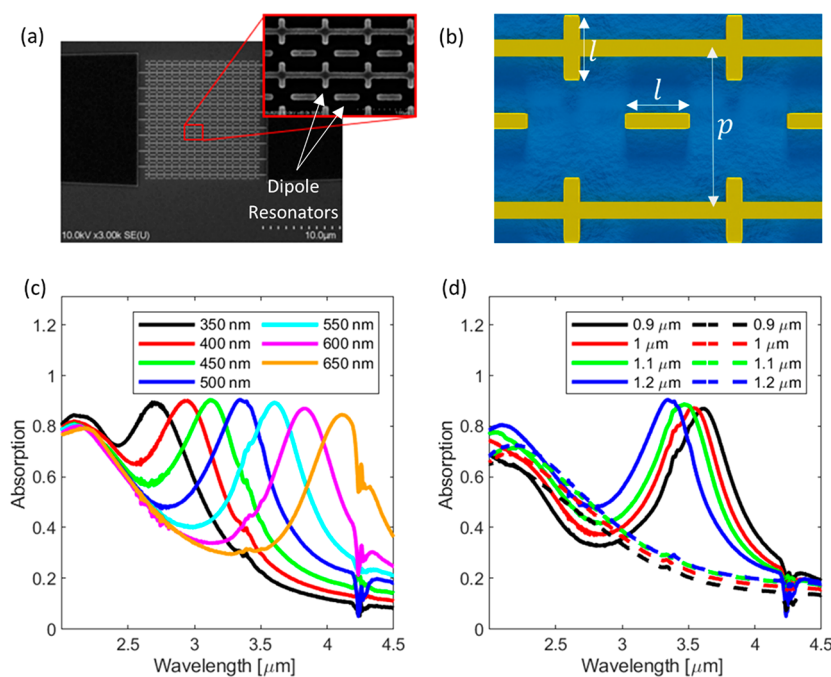 (a)
Dipole
Resonators
10.0kV x3.00k SE(U)
10.0µm
(b)
l
l
p
(c)
350 nm
400 nm
450 nm
500 nm
550 nm
600 nm
650 nm
1.2
1
0.8
0.6
0.4
0.2
0
Absorption
2.5 3 3.5 4 4.5
Wavelength [µm]
(d)
0.9 µm
1 µm
1.1 µm
1.2 µm
0.9 µm
1 µm
1.1 µm
1.2 µm
1.2
1
0.8
0.6
0.4
0.2
0
Absorption
2.5 3 3.5 4 4.5
Wavelength [µm]